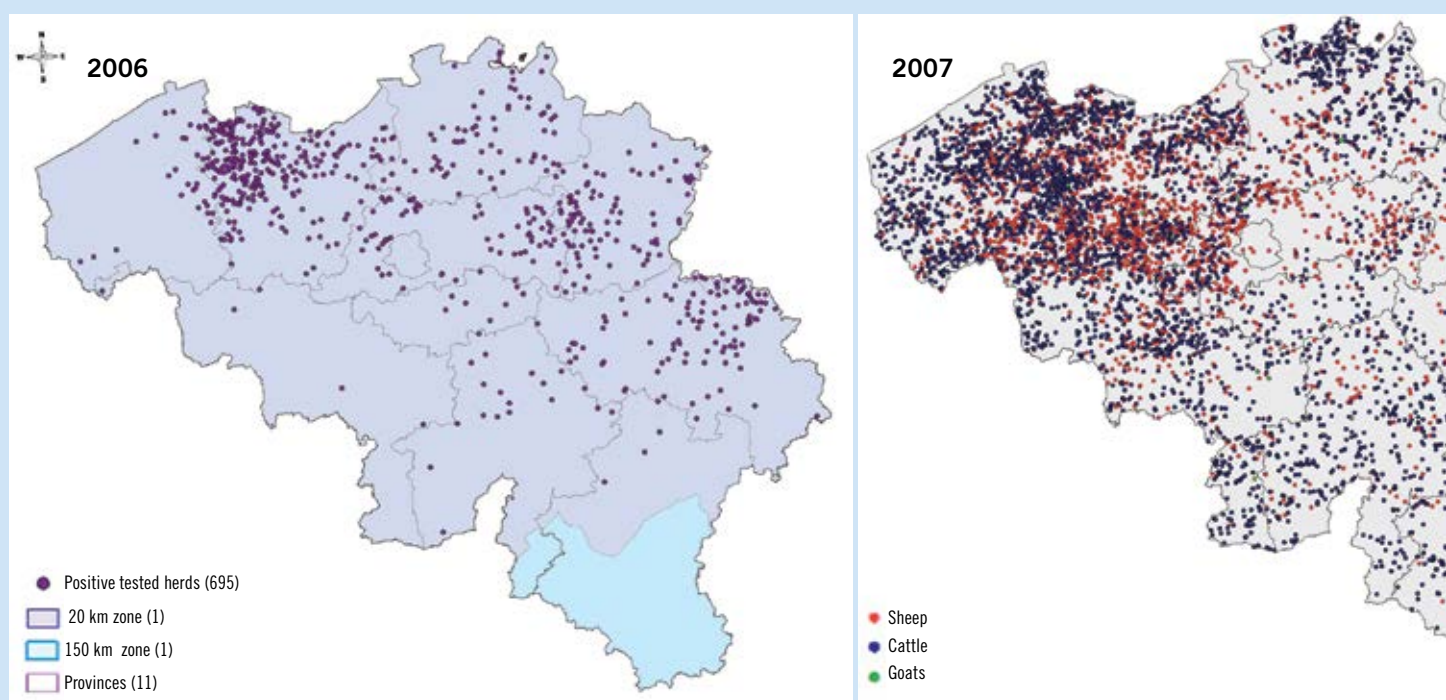 N
W E
S
2006
Positive tested herds (695)
20 km zone (1)
150 km zone (1)
Provinces (11)
2007
Sheep
Cattle
Goats